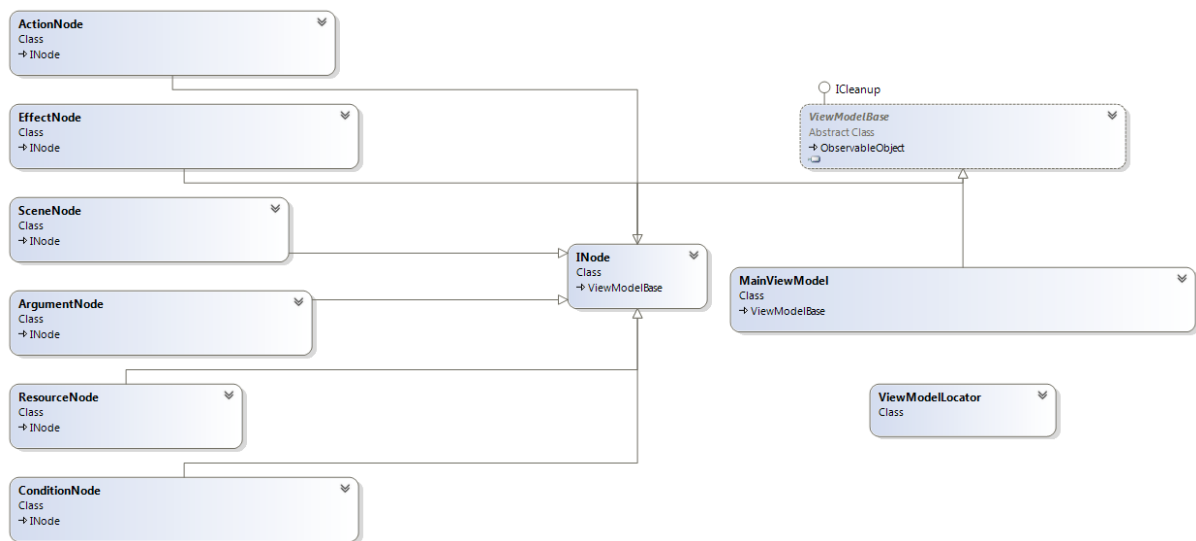 ActionNode
Class
INode
EffectNode
Class
INode
SceneNode
Class
INode
ArgumentNode
Class
INode
ResourceNode
Class
INode
ConditionNode
Class
INode
INode
Class
ViewModelBase
ICleanup
ViewModelBase
Abstract Class
ObservableObject
MainViewModel
Class
ViewModelBase
ViewModelLocator
Class